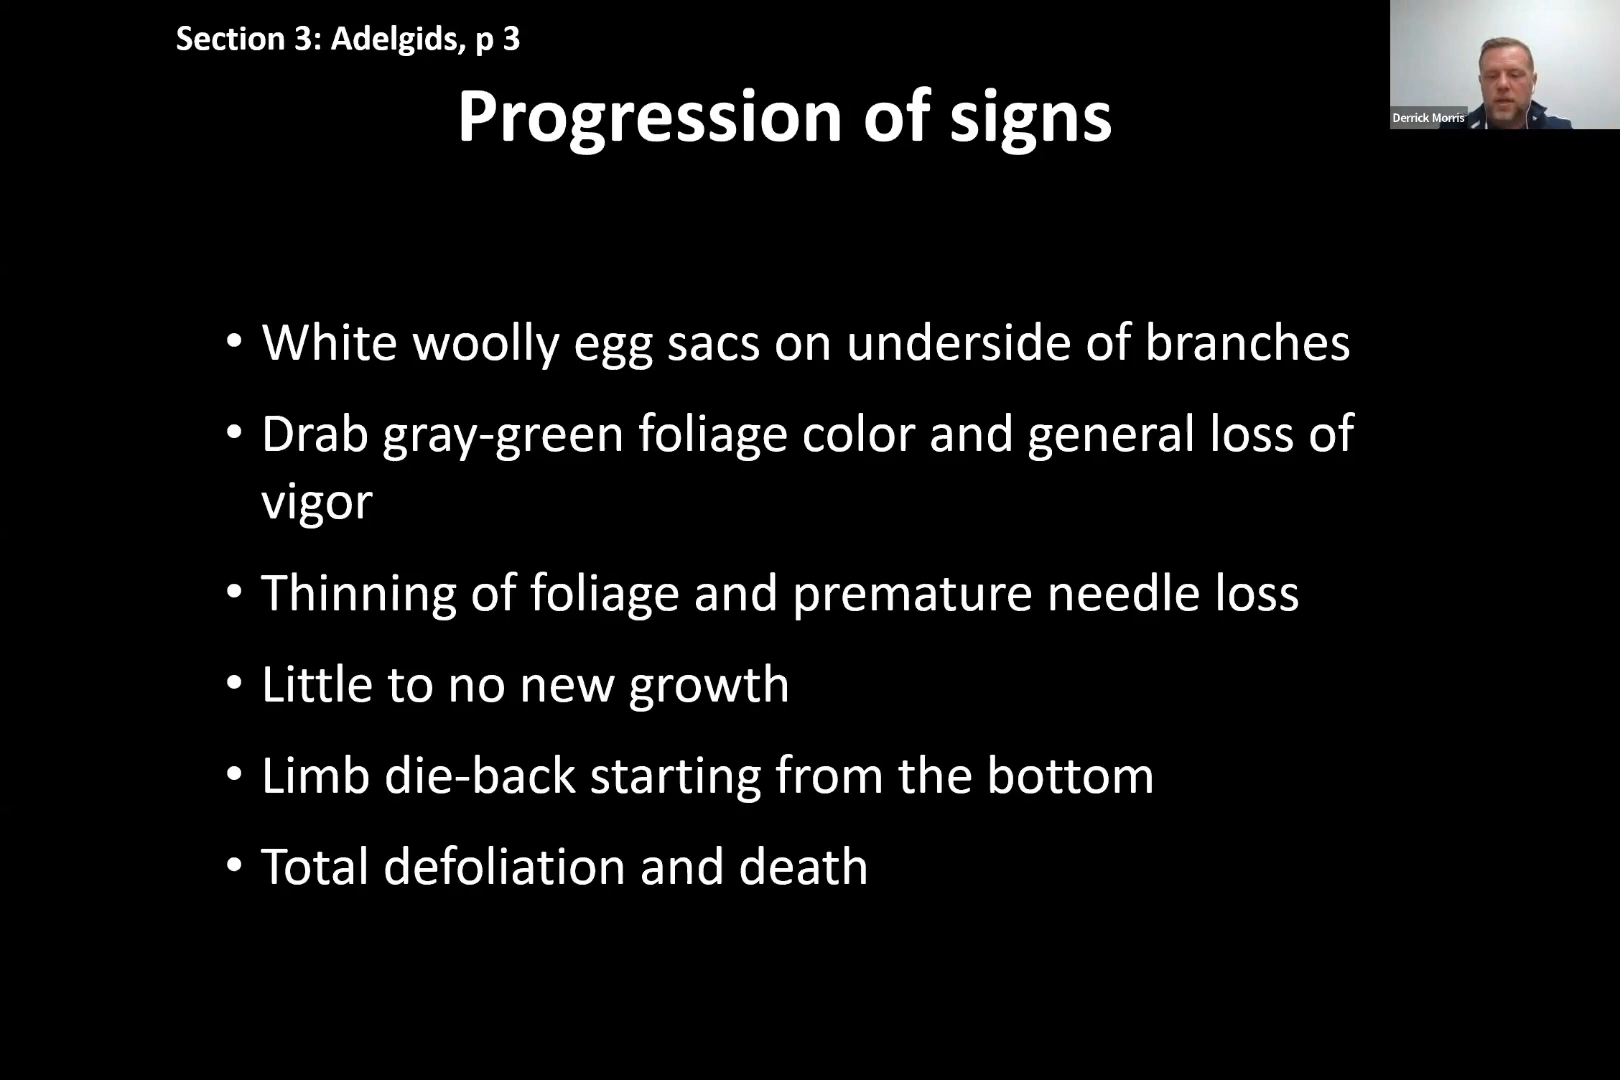 Section 3: Adelgids, p 3
Derrick Morris
Progression of signs
• White woolly egg sacs on underside of branches
• Drab gray-green foliage color and general loss of
vigor
• Thinning of foliage and premature needle loss
• Little to no new growth
• Limb die-back starting from the bottom
• Total defoliation and death